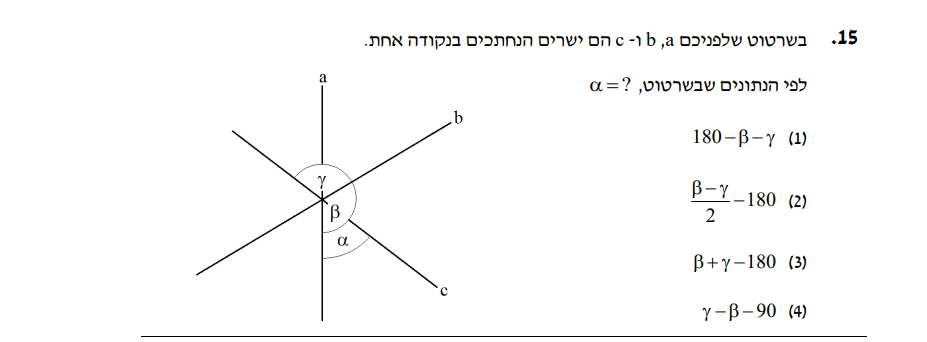 15. בשרטוט שלפניכם a, b ו- c הם ישרים הנחתכים בנקודה אחת.
לפי הנתונים שבשרטוט, α = ?
(1) 180 – β – γ
(2) (β – γ)/2 – 180
(3) β + γ – 180
(4) γ – β – 90
a
b
γ
β
α
c